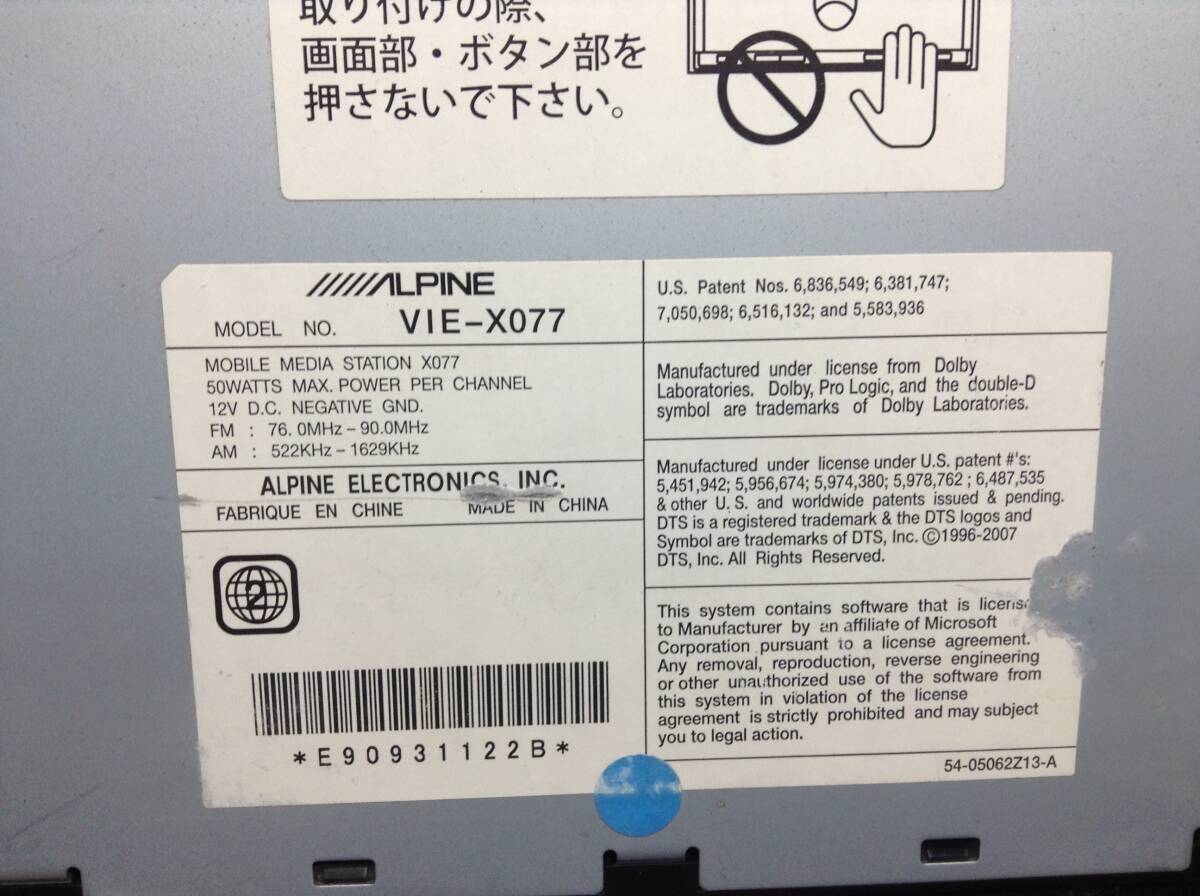 取り付けの際、
画面部・ボタン部を
押さないで下さい。
ALPINE
MODEL NO. VIE-X077
MOBILE MEDIA STATION X077
50WATTS MAX. POWER PER CHANNEL
12V D.C. NEGATIVE GND.
FM : 76.0MHz – 90.0MHz
AM : 522KHz – 1629KHz
ALPINE ELECTRONICS, INC.
FABRIQUE EN CHINE MADE IN CHINA
2
*E90931122B*
U.S. Patent Nos. 6,836,549; 6,381,747;
7,050,698; 6,516,132; and 5,583,936
Manufactured under license from Dolby
Laboratories. Dolby, Pro Logic, and the double-D
symbol are trademarks of Dolby Laboratories.
Manufactured under license under U.S. patent #'s:
5,451,942; 5,956,674; 5,974,380; 5,978,762 ; 6,487,535
& other U.S. and worldwide patents issued & pending.
DTS is a registered trademark & the DTS logos and
Symbol are trademarks of DTS, Inc. ©1996-2007
DTS, Inc. All Rights Reserved.
This system contains software that is
to Manufacturer by an affiliate of Microsoft
Corporation pursuant to a license agreement.
Any removal, reproduction, reverse engineering
or other unauthorized use of the software from
this system in violation of the license
agreement is strictly prohibited and may subject
you to legal action.
54-05062Z13-A